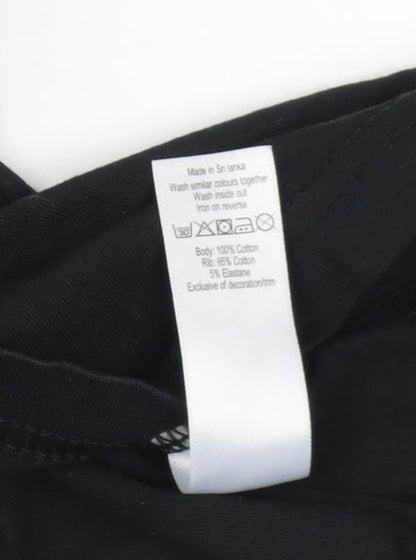 Made in Sri lanka
Wash similar colours together
Wash inside out
Iron on reverse
30
Body: 100% Cotton
Rib: 95% Cotton
5% Elastane
Exclusive of decoration/trim